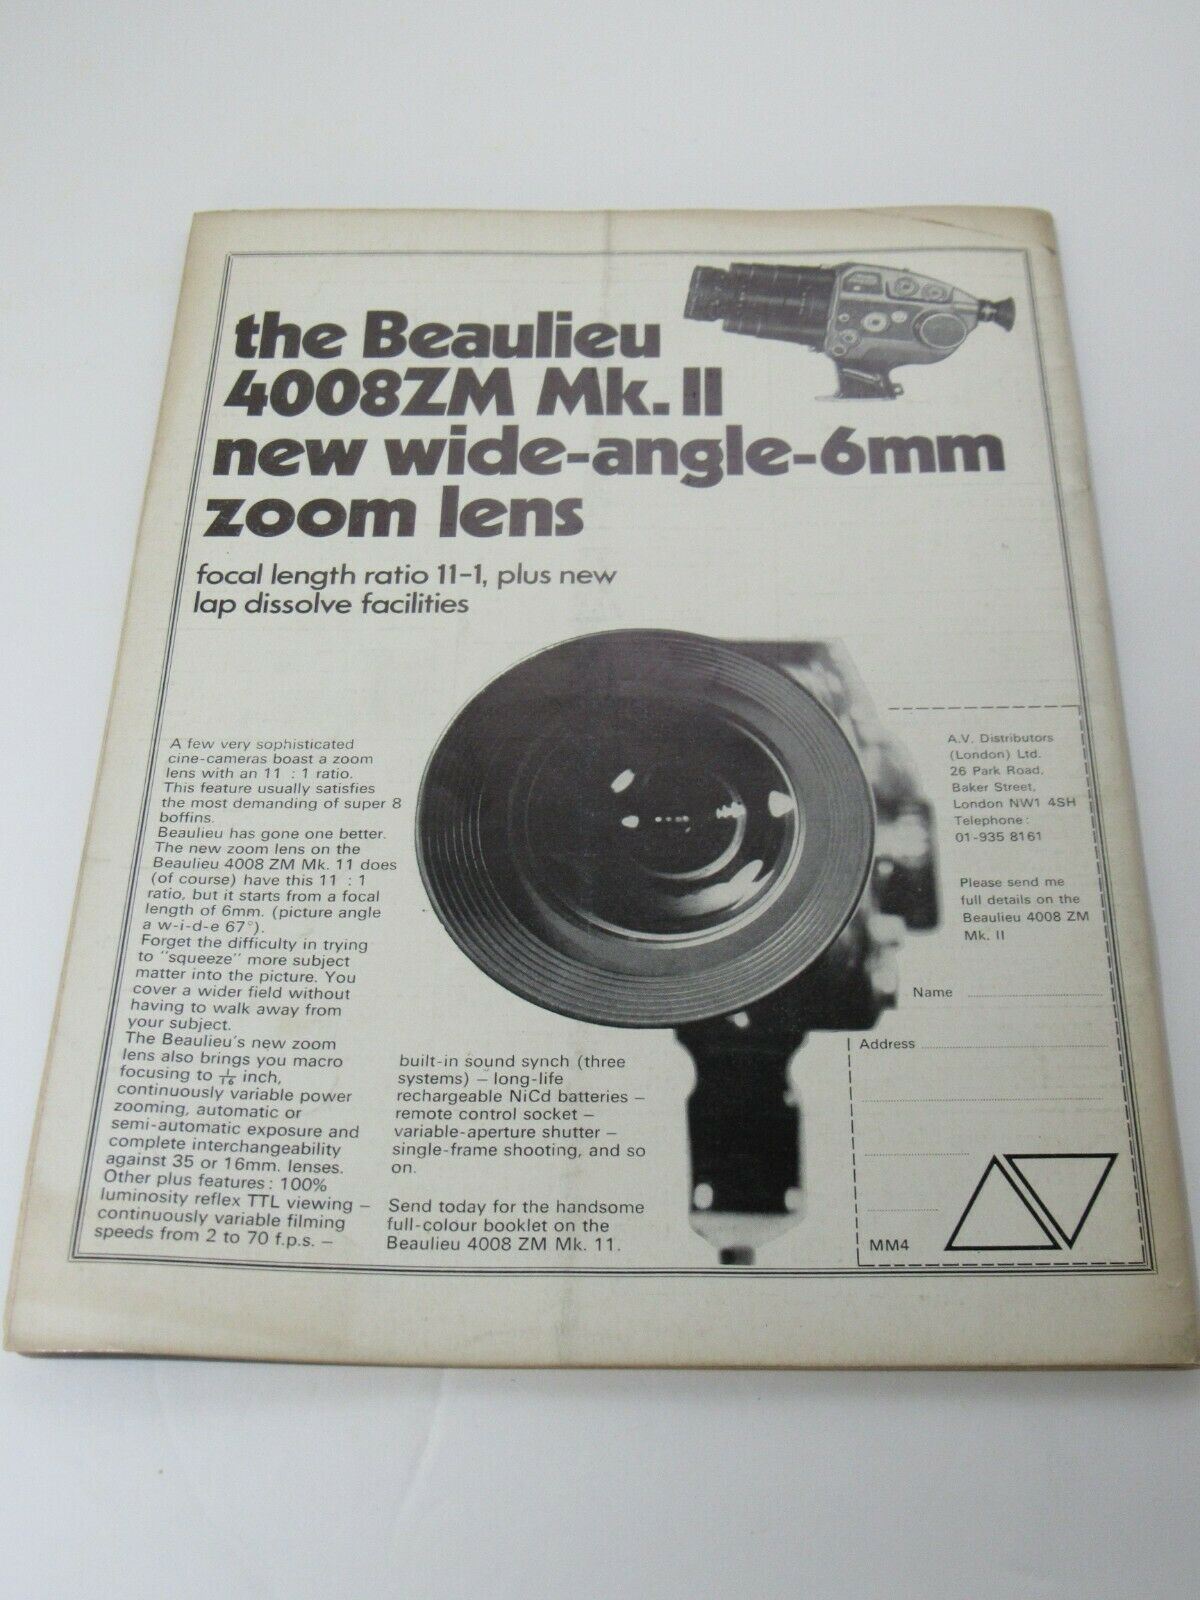 the Beaulieu
4008ZM Mk. II
new wide-angle-6mm
zoom lens
focal length ratio 11-1, plus new
lap dissolve facilities
A few very sophisticated
cine-cameras boast a zoom
lens with an 11 : 1 ratio.
This feature usually satisfies
the most demanding of super 8
boffins.
Beaulieu has gone one better.
The new zoom lens on the
Beaulieu 4008 ZM Mk. 11 does
(of course) have this 11 : 1
ratio, but it starts from a focal
length of 6mm. (picture angle
a w-i-d-e 67°).
Forget the difficulty in trying
to "squeeze" more subject
matter into the picture. You
cover a wider field without
having to walk away from
your subject.
The Beaulieu's new zoom
lens also brings you macro
focusing to 1/16 inch,
continuously variable power
zooming, automatic or
semi-automatic exposure and
complete interchangeability
against 35 or 16mm. lenses.
Other plus features: 100%
luminosity reflex TTL viewing –
continuously variable filming
speeds from 2 to 70 f.p.s. –
built-in sound synch (three
systems) – long-life
rechargeable NiCd batteries –
remote control socket –
variable-aperture shutter –
single-frame shooting, and so
on.
Send today for the handsome
full-colour booklet on the
Beaulieu 4008 ZM Mk. 11.
A.V. Distributors
(London) Ltd.
26 Park Road,
Baker Street,
London NW1 4SH
Telephone:
01-935 8161
Please send me
full details on the
Beaulieu 4008 ZM
Mk. II
Name
Address
MM4